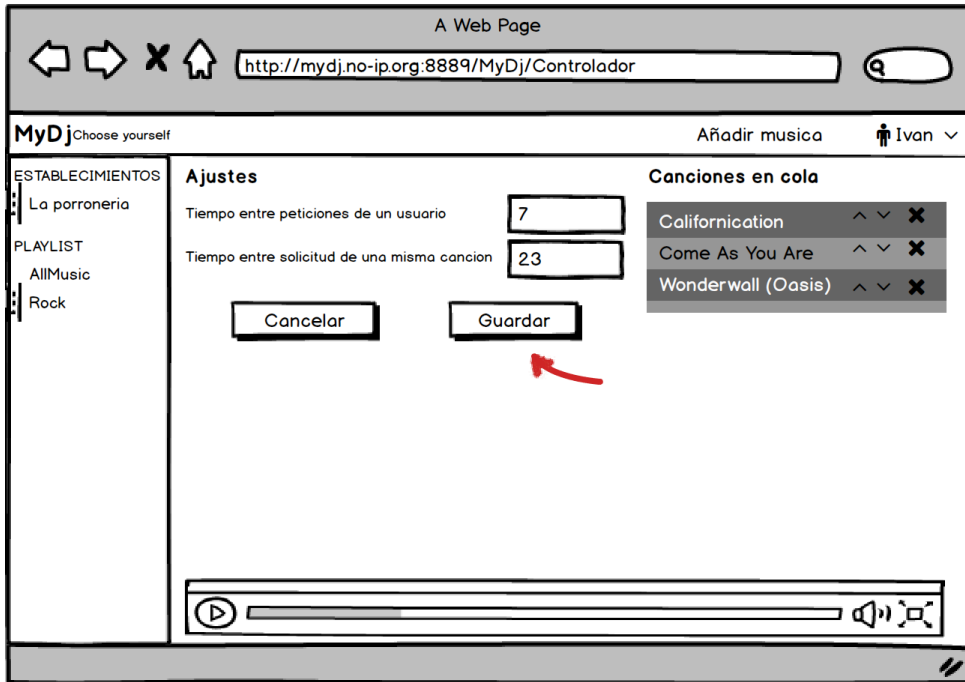 A Web Page
http://mydj.no-ip.org:8889/MyDj/Controlador
MyDj Choose yourself
Añadir musica
Ivan
ESTABLECIMIENTOS
La porroneria
PLAYLIST
AllMusic
Rock
Ajustes
Tiempo entre peticiones de un usuario 7
Tiempo entre solicitud de una misma cancion 23
Cancelar
Guardar
Canciones en cola
Californication
Come As You Are
Wonderwall (Oasis)